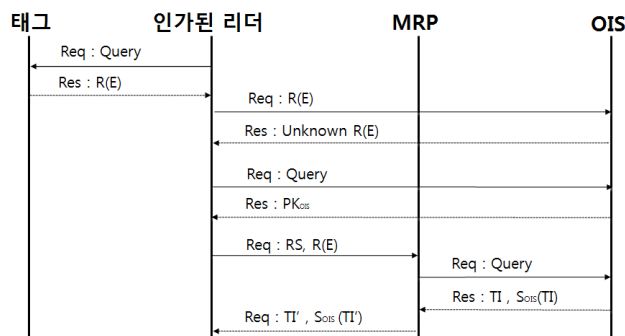 태그 인가된 리더 MRP OIS
Req : Query
Res : R(E)
Req : R(E)
Res : Unknown R(E)
Req : Query
Res : PKOIS
Req : RS, R(E)
Req : Query
Res : TI , SOIS(TI)
Req : TI' , SOIS (TI')